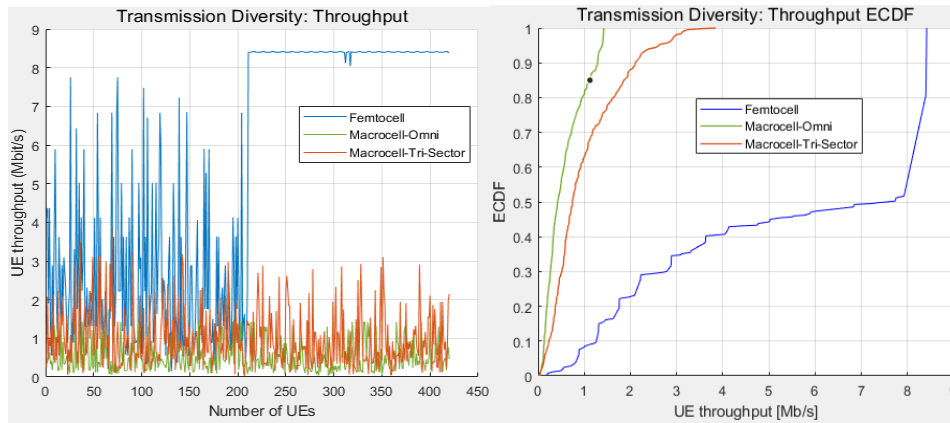 Transmission Diversity: Throughput
9
8
7
6
5
4
3
2
1
0
UE throughput (Mbit/s)
Femtocell
Macrocell-Omni
Macrocell-Tri-Sector
0 50 100 150 200 250 300 350 400 450
Number of UEs
Transmission Diversity: Throughput ECDF
1
0.9
0.8
0.7
0.6
0.5
0.4
0.3
0.2
0.1
0
ECDF
Femtocell
Macrocell-Omni
Macrocell-Tri-Sector
0 1 2 3 4 5 6 7 8
UE throughput [Mb/s]